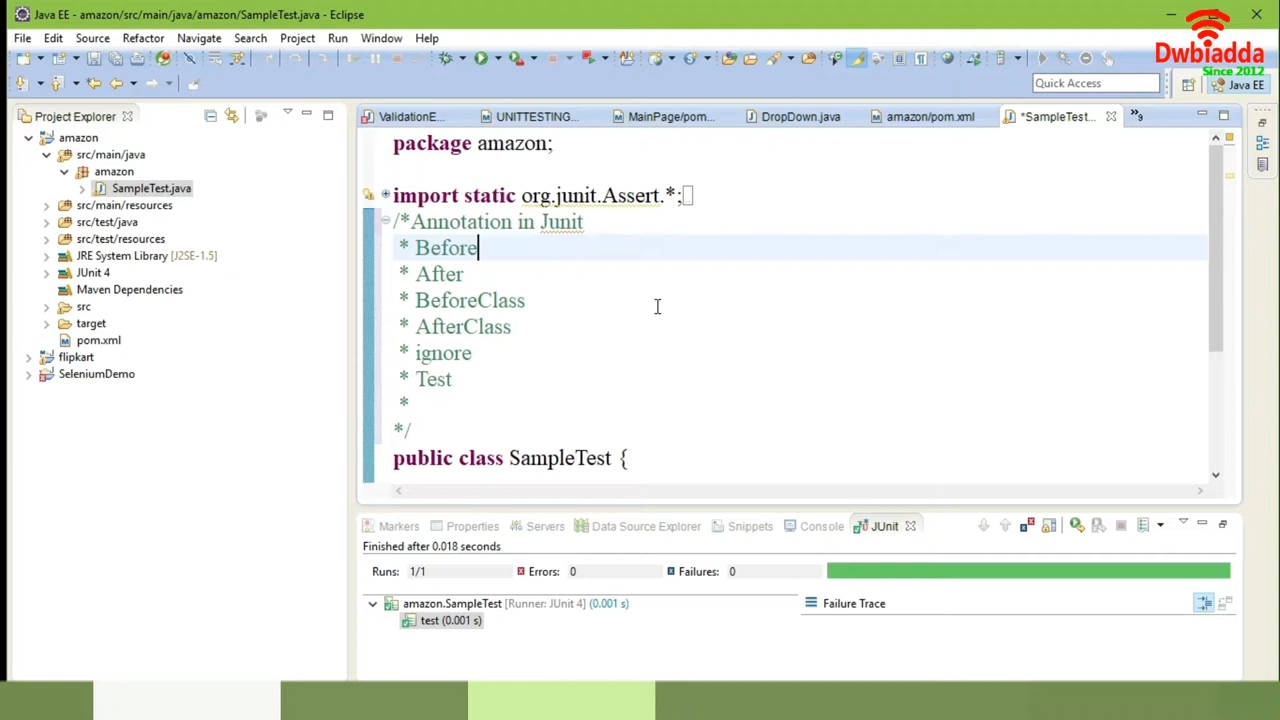 Java EE - amazon/src/main/java/amazon/SampleTest.java - Eclipse
Dwbiadda
Since 2012
File Edit Source Refactor Navigate Search Project Run Window Help
Quick Access
Java EE
Project Explorer
amazon
src/main/java
amazon
SampleTest.java
src/main/resources
src/test/java
src/test/resources
JRE System Library [J2SE-1.5]
JUnit 4
Maven Dependencies
src
target
pom.xml
flipkart
SeleniumDemo
ValidationE... UNITTESTING... MainPage/pom... DropDown.java amazon/pom.xml *SampleTest... »9
package amazon;
import static org.junit.Assert.*;
/*Annotation in Junit
* Before
* After
* BeforeClass
* AfterClass
* ignore
* Test
*
*/
public class SampleTest {
Markers Properties Servers Data Source Explorer Snippets Console JUnit
Finished after 0.018 seconds
Runs: 1/1 Errors: 0 Failures: 0
amazon.SampleTest [Runner: JUnit 4] (0.001 s)
test (0.001 s)
Failure Trace